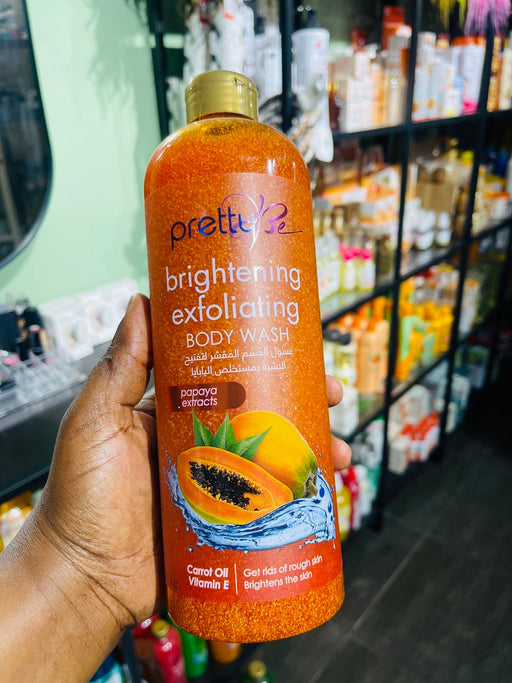 prettyBe
brightening
exfoliating
BODY WASH
غسول الجسم المقشر لتفتيح
البشرة بمستخلص البابايا
papaya
extracts
Carrot Oil
Vitamin E
Get rids of rough skin
Brightens the skin